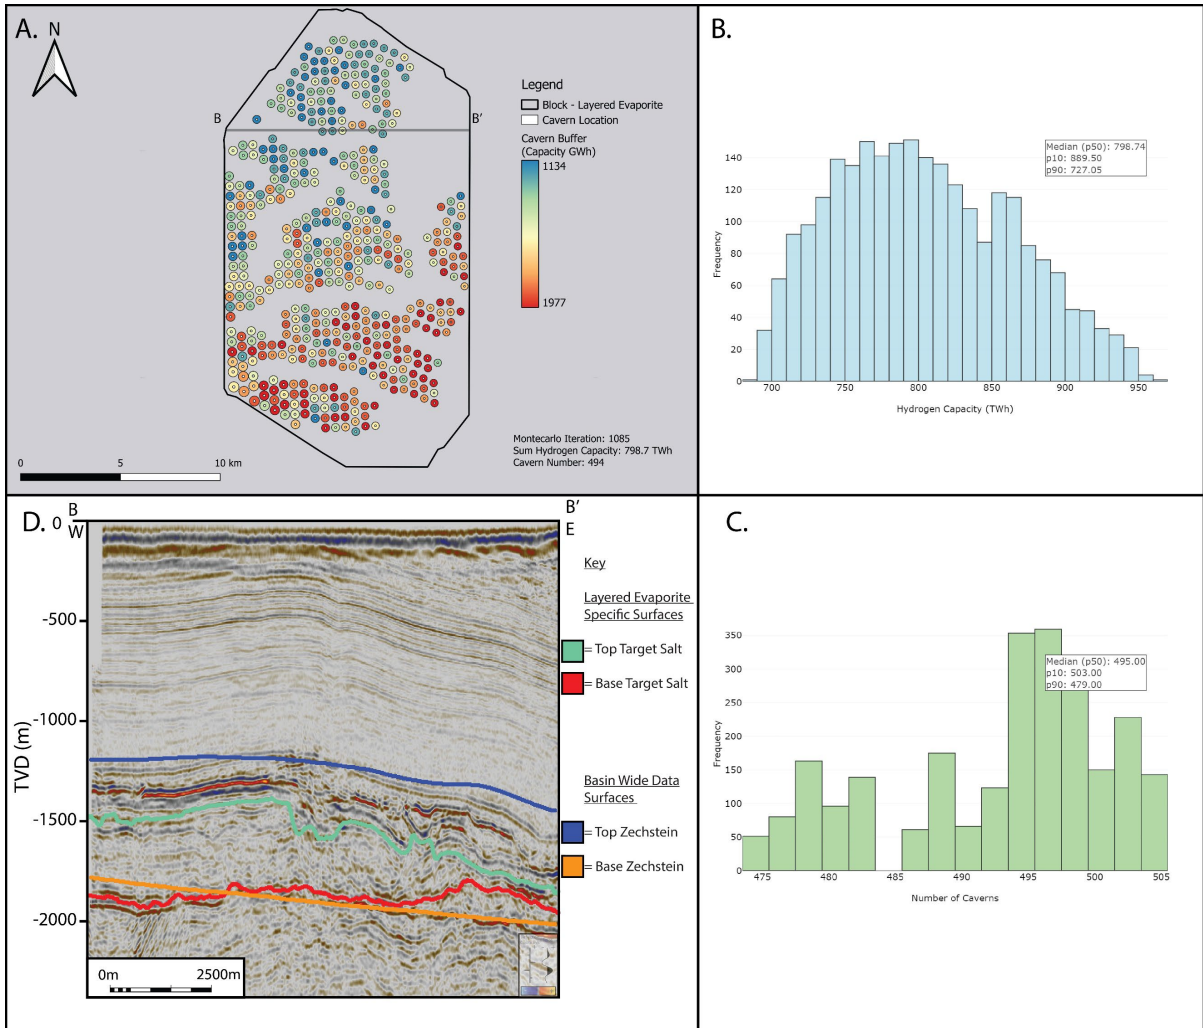 A.
N
B
B'
Legend
Block - Layered Evaporite
Cavern Location
Cavern Buffer
(Capacity GWh)
1134
1977
Montecarlo Iteration: 1085
Sum Hydrogen Capacity: 798.7 TWh
Cavern Number: 494
0
5
10 km
B.
Median (p50): 798.74
p10: 889.50
p90: 727.05
Frequency
140
120
100
80
60
40
20
0
700
750
800
850
900
950
Hydrogen Capacity (TWh)
D.
B
W
B'
E
0
-500
-1000
-1500
-2000
TVD (m)
0m
2500m
Key
Layered Evaporite
Specific Surfaces
= Top Target Salt
= Base Target Salt
Basin Wide Data
Surfaces
= Top Zechstein
= Base Zechstein
C.
Median (p50): 495.00
p10: 503.00
p90: 479.00
Frequency
350
300
250
200
150
100
50
0
475
480
485
490
495
500
505
Number of Caverns